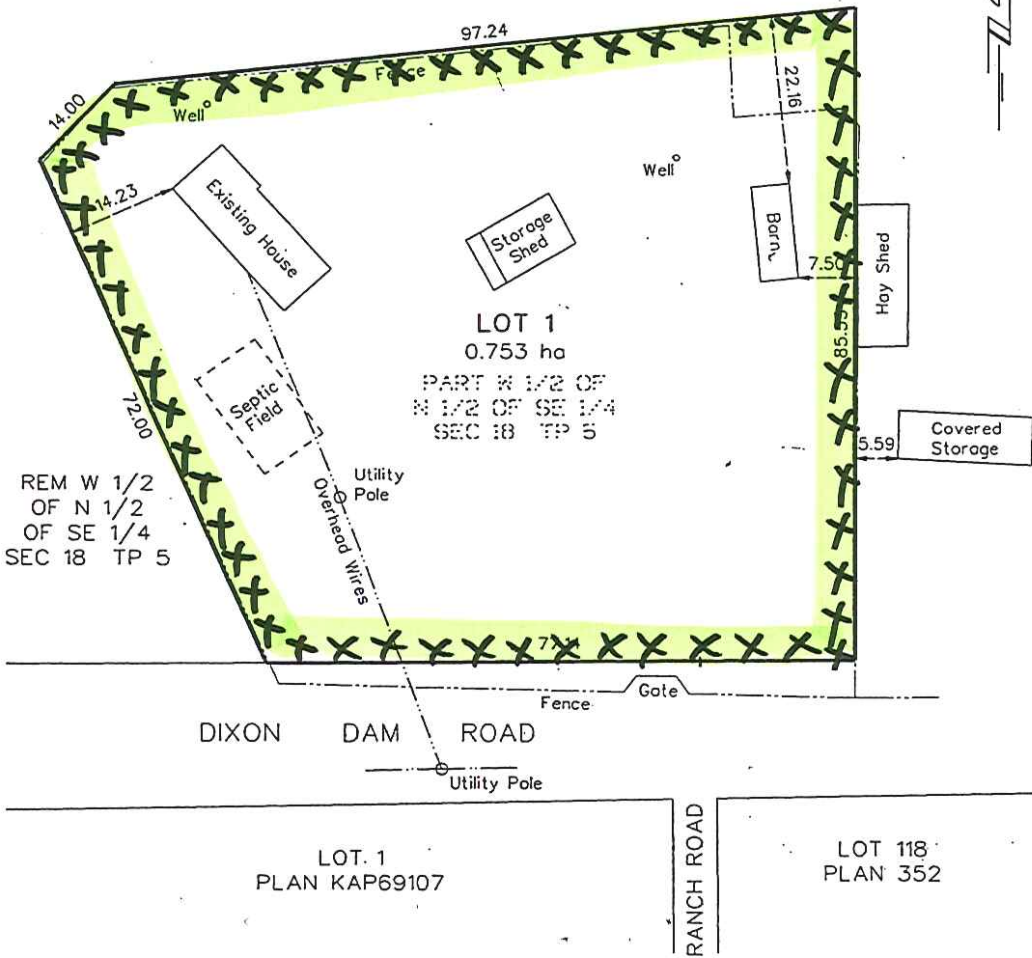 97.24
14.00
Fence
Well
22.16
Well
14.23
Existing House
Storage
Shed
Barn
7.50
Hay Shed
LOT 1
0.753 ha
PART W 1/2 OF
N 1/2 OF SE 1/4
SEC 18 TP 5
72.00
Septic
Field
Covered
Storage
5.59
REM W 1/2
OF N 1/2
OF SE 1/4
SEC 18 TP 5
Utility
Pole
Overhead Wires
Gate
Fence
DIXON DAM ROAD
Utility Pole
LOT 1
PLAN KAP69107
RANCH ROAD
LOT 118
PLAN 352